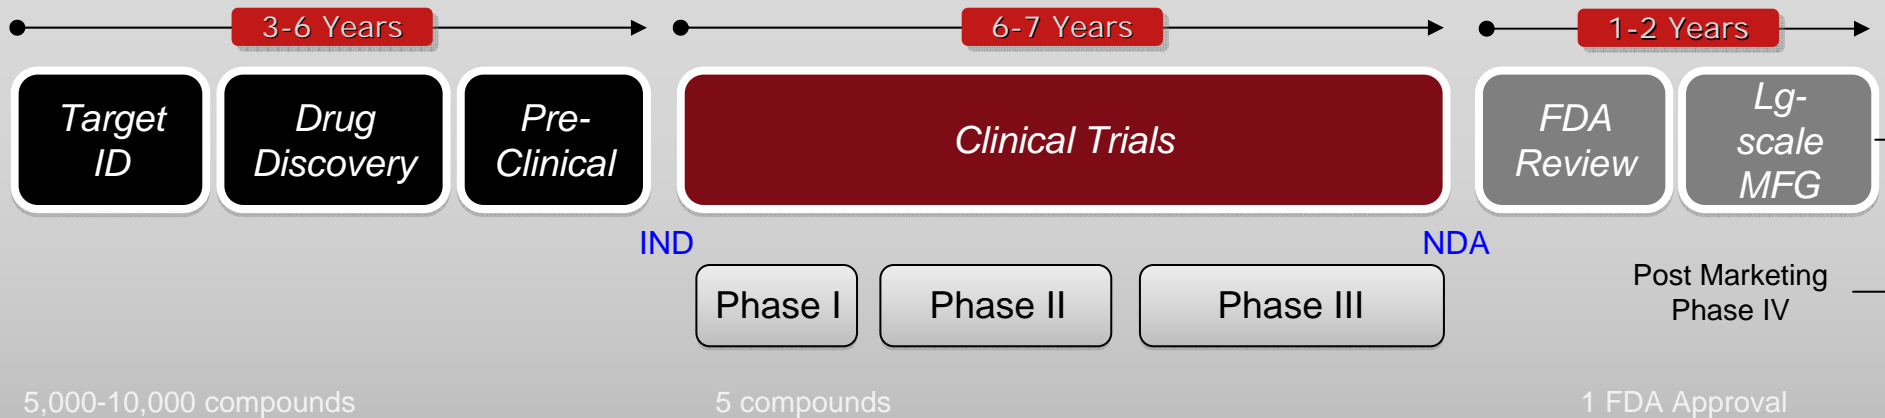 3-6 Years
6-7 Years
1-2 Years
Target
ID
Drug
Discovery
Pre-
Clinical
Clinical Trials
FDA
Review
Lg-
scale
MFG
IND
NDA
Phase I
Phase II
Phase III
Post Marketing
Phase IV
5,000-10,000 compounds
5 compounds
1 FDA Approval